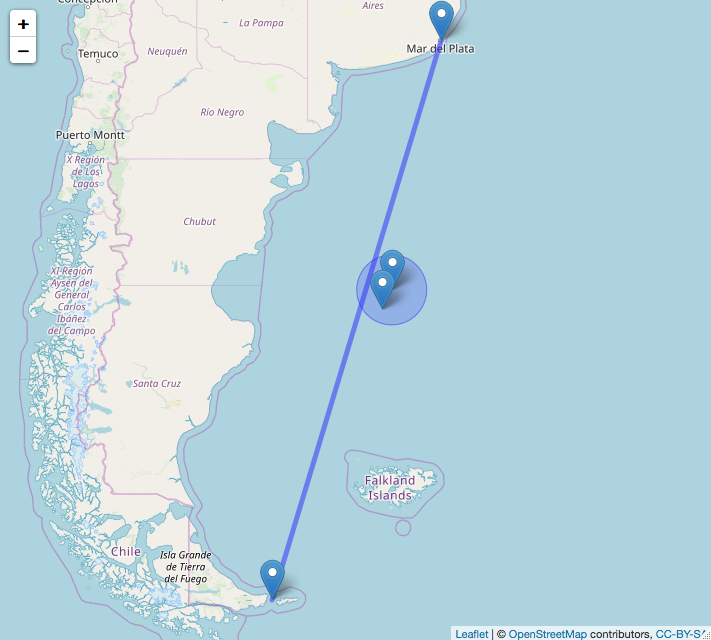 +
−
Concepción
Aires
La Pampa
Neuquén
Temuco
Mar del Plata
Río Negro
Puerto Montt
X Región
de Los
Lagos
Chubut
XI Región
Aysén del
General
Carlos
Ibáñez
del Campo
Santa Cruz
Falkland
Islands
Chile
Isla Grande
de Tierra
del Fuego
Leaflet | © OpenStreetMap contributors, CC-BY-SA